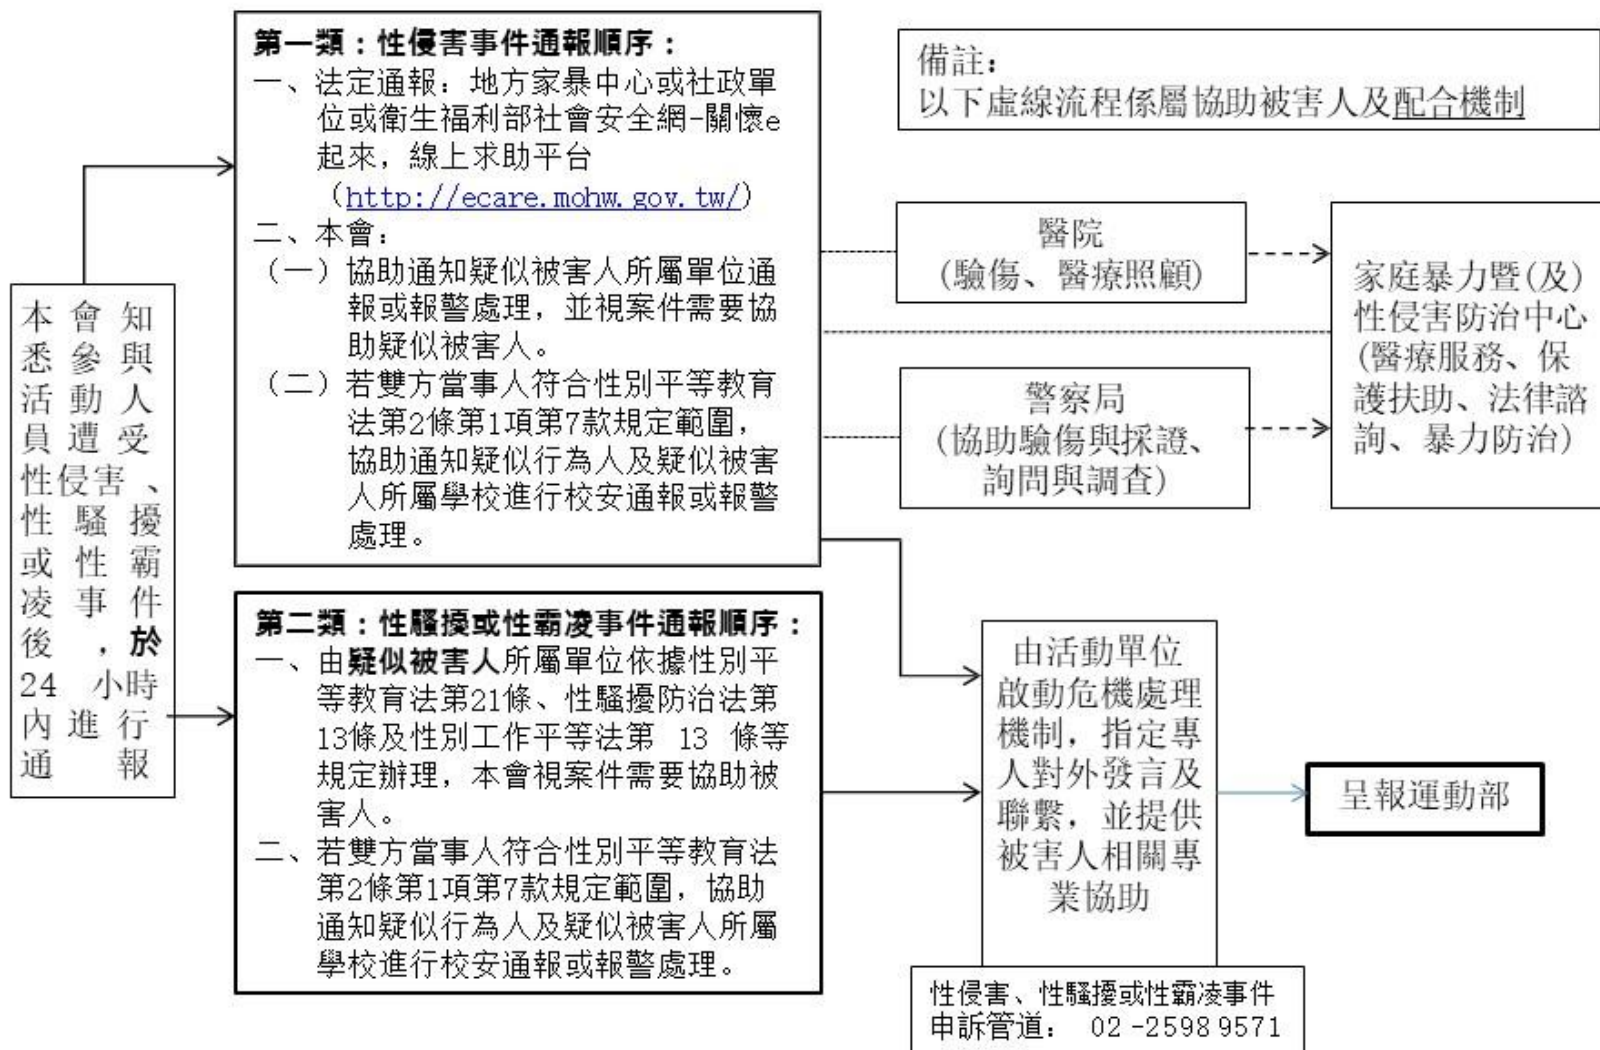 本會知
悉參與
活動人
員遭受
性侵害、
性騷擾
或性霸
凌事件
後，於
24 小時
內進行
通報
第一類：性侵害事件通報順序：
一、法定通報：地方家暴中心或社政單
位或衛生福利部社會安全網-關懷e
起來，線上求助平台
（http://ecare.mohw.gov.tw/）
二、本會：
（一）協助通知疑似被害人所屬單位通
報或報警處理，並視案件需要協
助疑似被害人。
（二）若雙方當事人符合性別平等教育
法第2條第1項第7款規定範圍，
協助通知疑似行為人及疑似被害
人所屬學校進行校安通報或報警
處理。
第二類：性騷擾或性霸凌事件通報順序：
一、由疑似被害人所屬單位依據性別平
等教育法第21條、性騷擾防治法第
13條及性別工作平等法第 13 條等
規定辦理，本會視案件需要協助被
害人。
二、若雙方當事人符合性別平等教育法
第2條第1項第7款規定範圍，協助
通知疑似行為人及疑似被害人所屬
學校進行校安通報或報警處理。
備註：
以下虛線流程係屬協助被害人及配合機制
醫院
(驗傷、醫療照顧)
警察局
(協助驗傷與採證、
詢問與調查)
家庭暴力暨(及)
性侵害防治中心
(醫療服務、保
護扶助、法律諮
詢、暴力防治)
由活動單位
啟動危機處理
機制，指定專
人對外發言及
聯繫，並提供
被害人相關專
業協助
呈報運動部
性侵害、性騷擾或性霸凌事件
申訴管道： 02-25989571